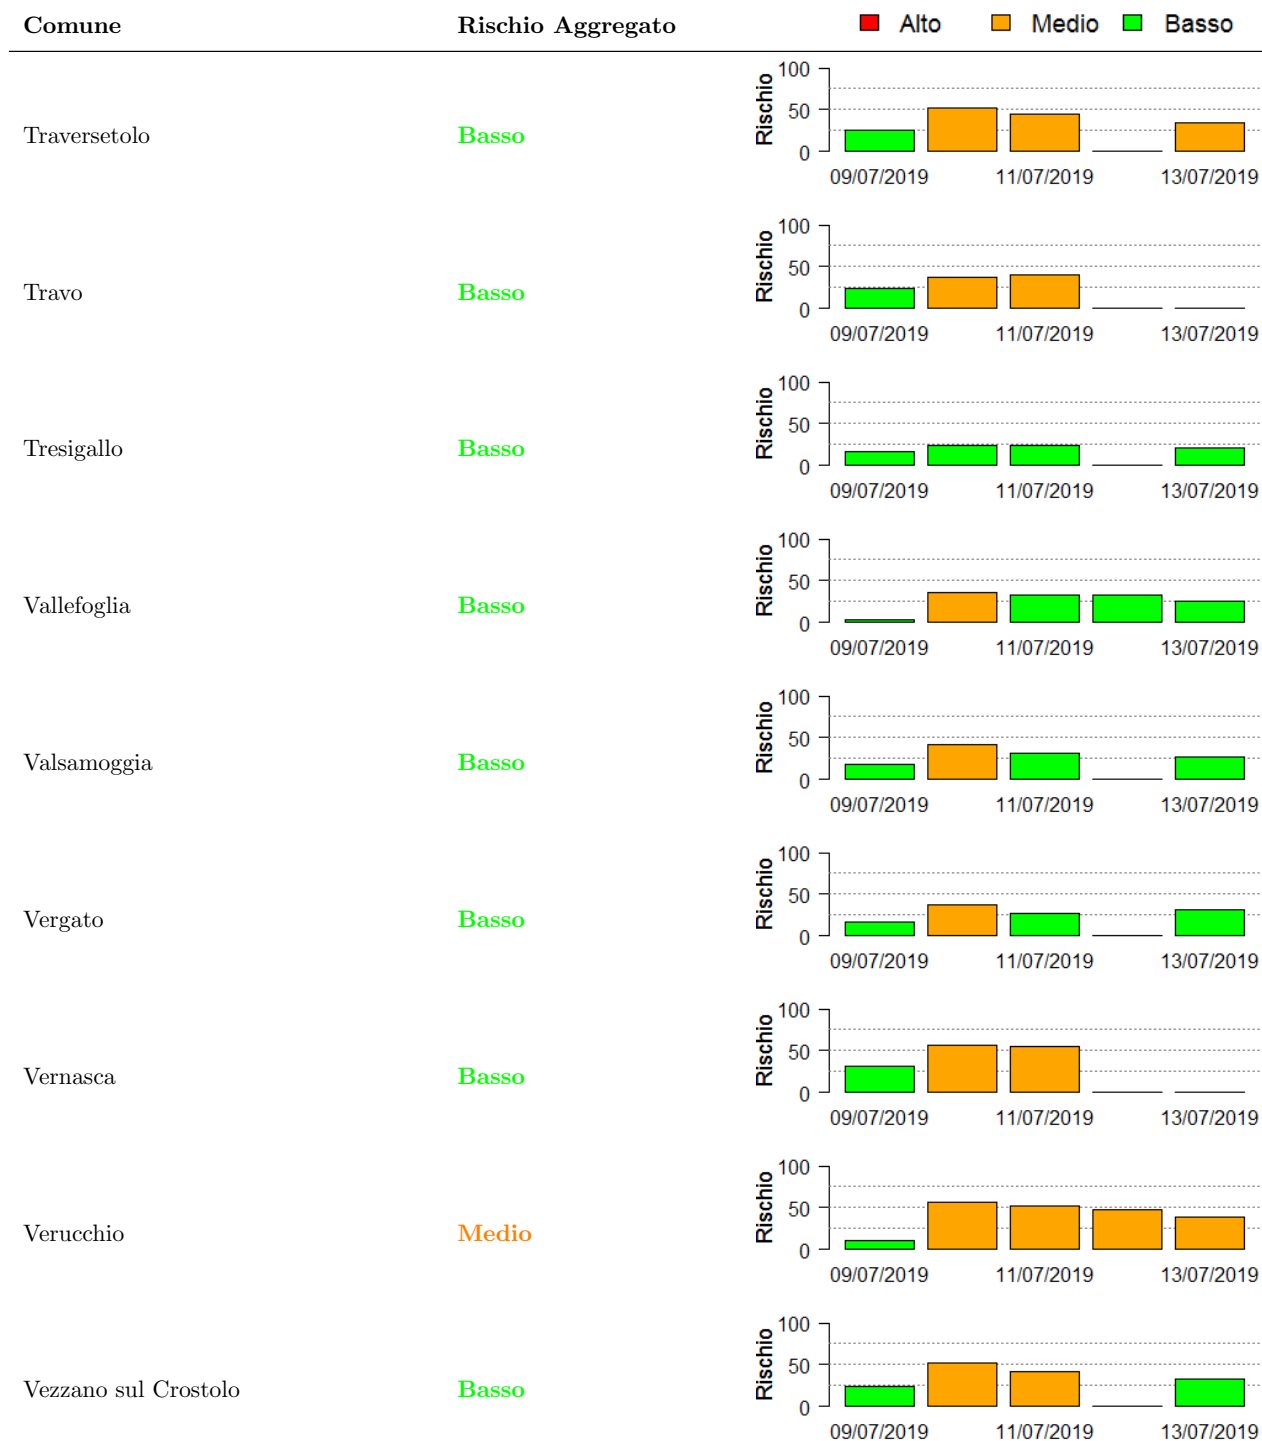 Comune Rischio Aggregato Alto Medio Basso
Traversetolo Basso
Rischio
100
50
0
09/07/2019 11/07/2019 13/07/2019
Travo Basso
Rischio
100
50
0
09/07/2019 11/07/2019 13/07/2019
Tresigallo Basso
Rischio
100
50
0
09/07/2019 11/07/2019 13/07/2019
Vallefoglia Basso
Rischio
100
50
0
09/07/2019 11/07/2019 13/07/2019
Valsamoggia Basso
Rischio
100
50
0
09/07/2019 11/07/2019 13/07/2019
Vergato Basso
Rischio
100
50
0
09/07/2019 11/07/2019 13/07/2019
Vernasca Basso
Rischio
100
50
0
09/07/2019 11/07/2019 13/07/2019
Verucchio Medio
Rischio
100
50
0
09/07/2019 11/07/2019 13/07/2019
Vezzano sul Crostolo Basso
Rischio
100
50
0
09/07/2019 11/07/2019 13/07/2019